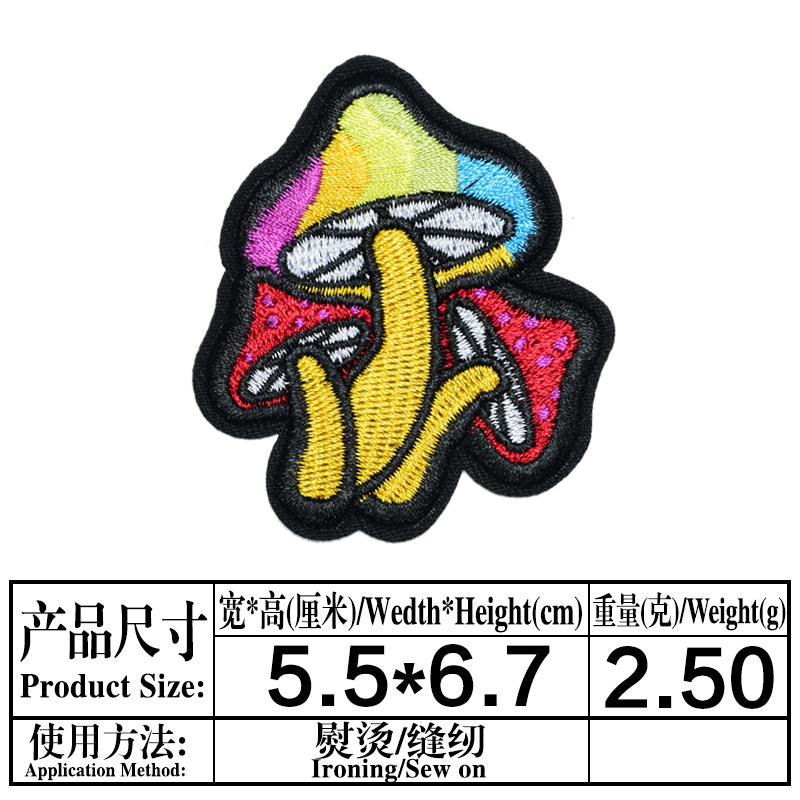 产品尺寸
Product Size:
宽*高(厘米)/Wedth*Height(cm)
重量(克)/Weight(g)
5.5*6.7
2.50
使用方法:
Application Method:
熨烫/缝纫
Ironing/Sew on